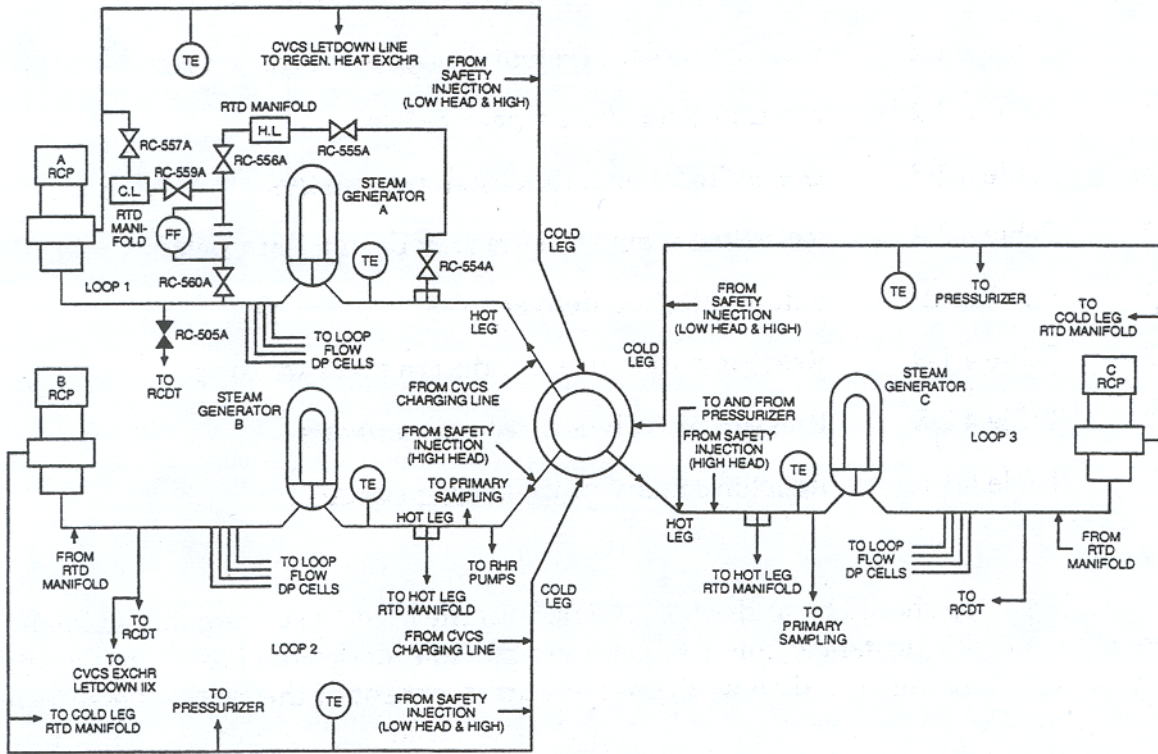 TE
CVCS LETDOWN LINE
TO REGEN. HEAT EXCHR
FROM
SAFETY
INJECTION
(LOW HEAD & HIGH)
RTD MANIFOLD
H.L.
RC-557A
RC-556A
RC-555A
A
RCP
RC-559A
C.L.
RTD
MANI-
FOLD
FF
STEAM
GENERATOR
A
TE
RC-554A
COLD
LEG
LOOP 1
RC-560A
HOT
LEG
RC-505A
TO
RCDT
TO LOOP
FLOW
DP CELLS
FROM CVCS
CHARGING LINE
B
RCP
STEAM
GENERATOR
B
FROM SAFETY
INJECTION
(HIGH HEAD)
TE
TO PRIMARY
SAMPLING
HOT LEG
FROM
RTD
MANIFOLD
TO LOOP
FLOW
DP CELLS
TO RHR
PUMPS
TO HOT LEG
RTD MANIFOLD
COLD
LEG
TO
RCDT
FROM CVCS
CHARGING LINE
LOOP 2
TO
CVCS EXCHR
LETDOWN IIX
TO COLD LEG
RTD MANIFOLD
TO
PRESSURIZER
TE
FROM
SAFETY
INJECTION
(LOW HEAD & HIGH)
TE
TO
PRESSURIZER
FROM
SAFETY
INJECTION
(LOW HEAD & HIGH)
TO
COLD LEG
RTD MANIFOLD
COLD
LEG
C
RCP
TO AND FROM
PRESSURIZER
FROM SAFETY
INJECTION
(HIGH HEAD)
STEAM
GENERATOR
C
LOOP 3
TE
HOT
LEG
TO HOT LEG
RTD MANIFOLD
TO
PRIMARY
SAMPLING
TO LOOP
FLOW
DP CELLS
TO
RCDT
FROM
RTD
MANIFOLD